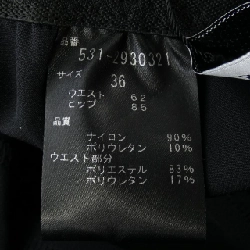 品番
531-2930321
サイズ
36
ウエスト 62
ヒップ 85
品質
ナイロン 90%
ポリウレタン 10%
ウエスト部分
ポリエステル 83%
ポリウレタン 17%